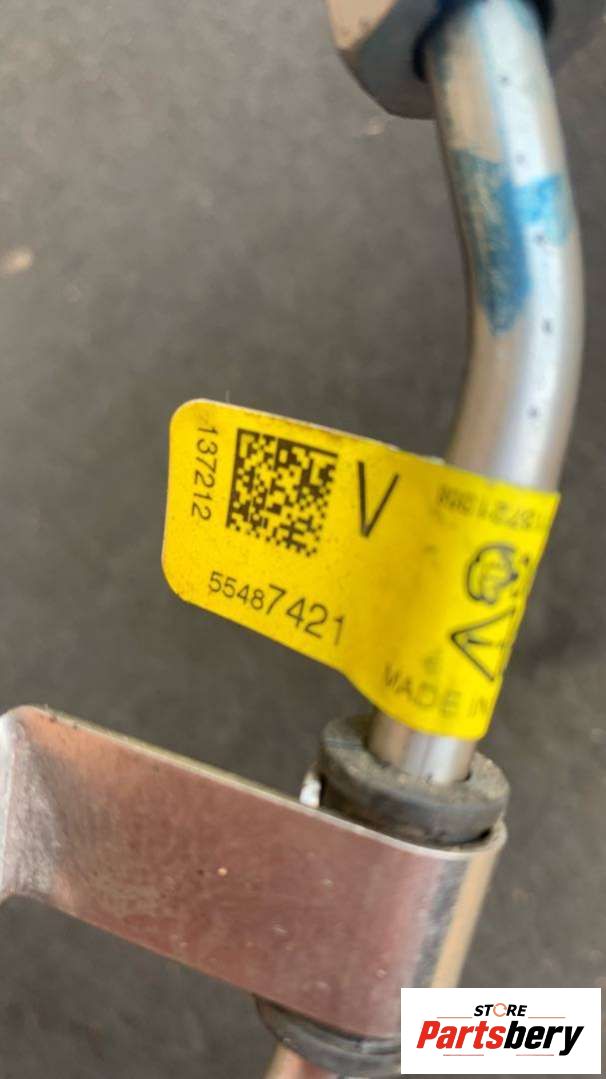 137212
V
55487421
MADE IN
STORE
Partsbery